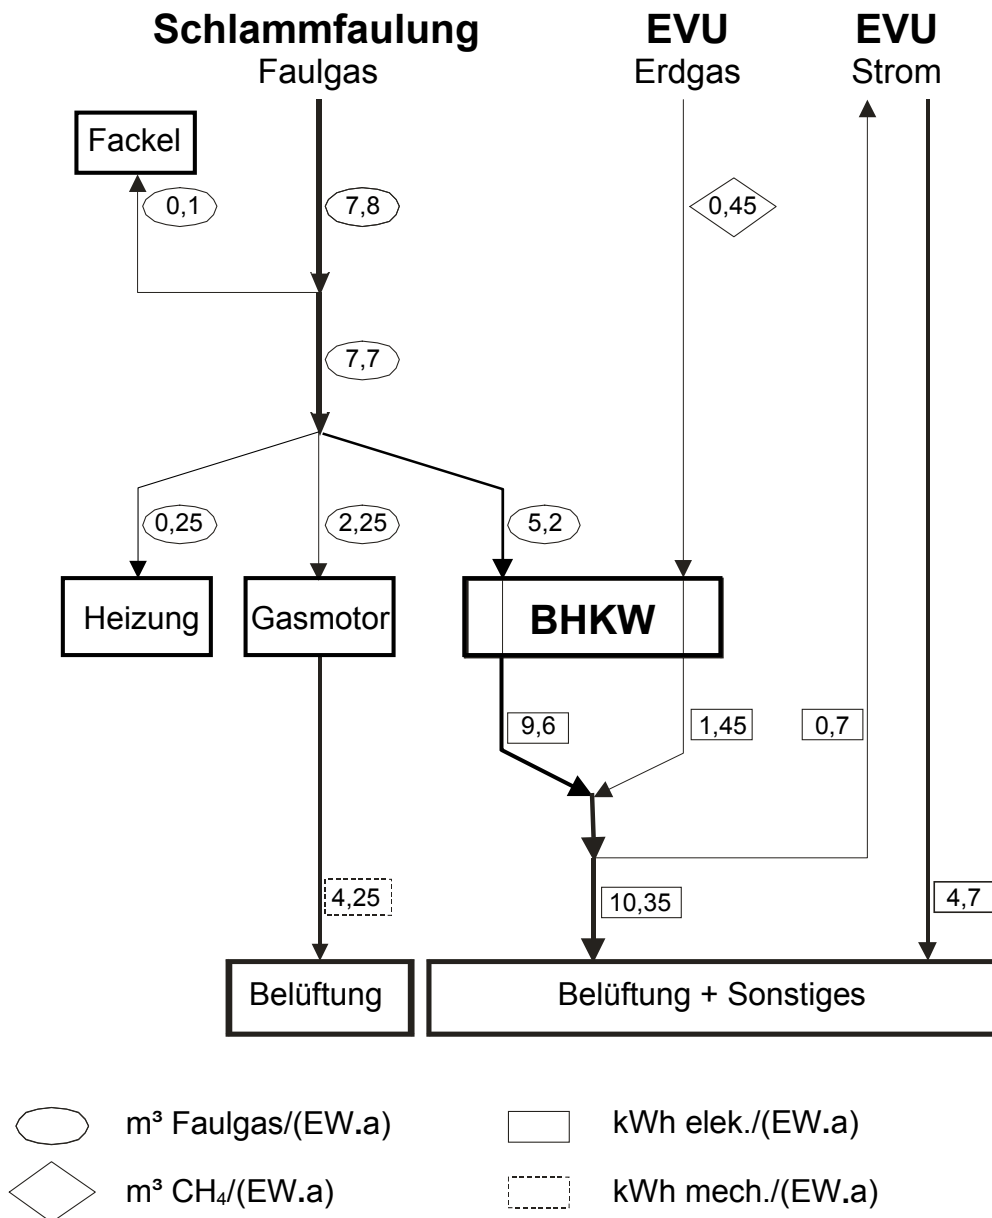 Schlammfaulung EVU EVU
Faulgas Erdgas Strom
Fackel
0,1 7,8 0,45
7,7
0,25 2,25 5,2
Heizung Gasmotor BHKW
9,6 1,45 0,7
4,25 10,35 4,7
Belüftung Belüftung + Sonstiges
m³ Faulgas/(EW.a) kWh elek./(EW.a)
m³ CH₄/(EW.a) kWh mech./(EW.a)